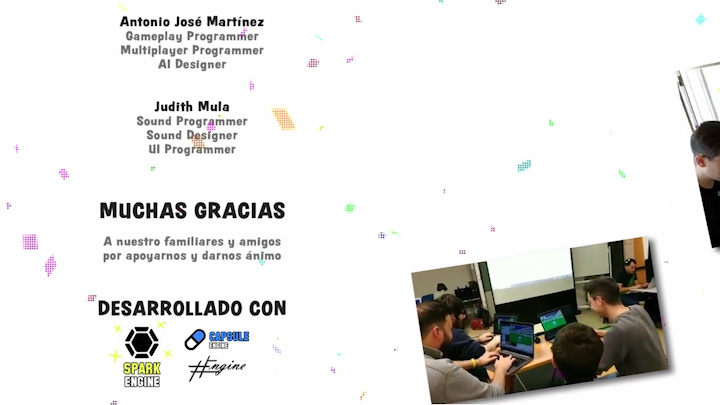 Antonio José Martínez
Gameplay Programmer
Multiplayer Programmer
AI Designer
Judith Mula
Sound Programmer
Sound Designer
UI Programmer
MUCHAS GRACIAS
A nuestro familiares y amigos
por apoyarnos y darnos ánimo
DESARROLLADO CON
SPARK
ENGINE
CAPSULE
ENGINE
#Engine